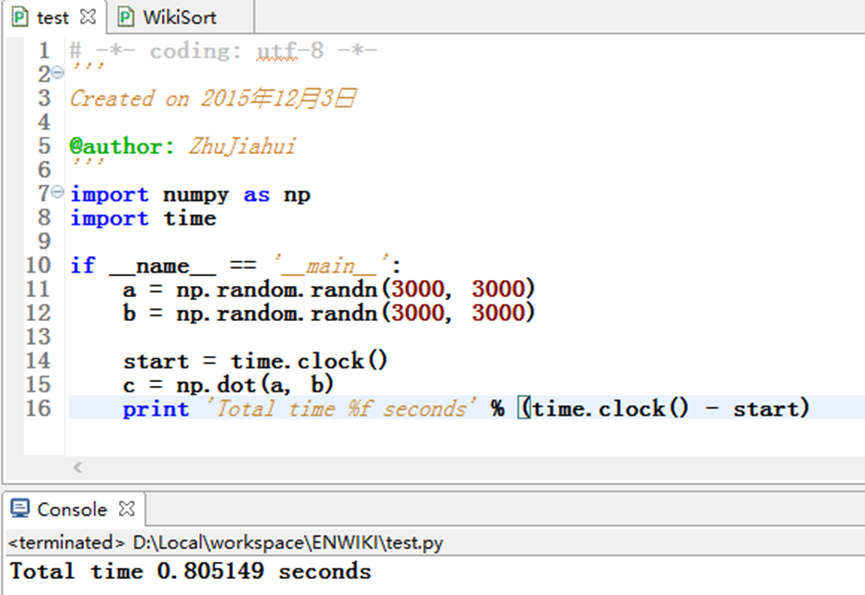 test WikiSort
1 # -*- coding: utf-8 -*-
2 '''
3 Created on 2015年12月3日
4
5 @author: ZhuJiahui
6 '''
7 import numpy as np
8 import time
9
10 if __name__ == '__main__':
11 a = np.random.randn(3000, 3000)
12 b = np.random.randn(3000, 3000)
13
14 start = time.clock()
15 c = np.dot(a, b)
16 print 'Total time %f seconds' % (time.clock() - start)
Console
<terminated> D:\Local\workspace\ENWIKI\test.py
Total time 0.805149 seconds